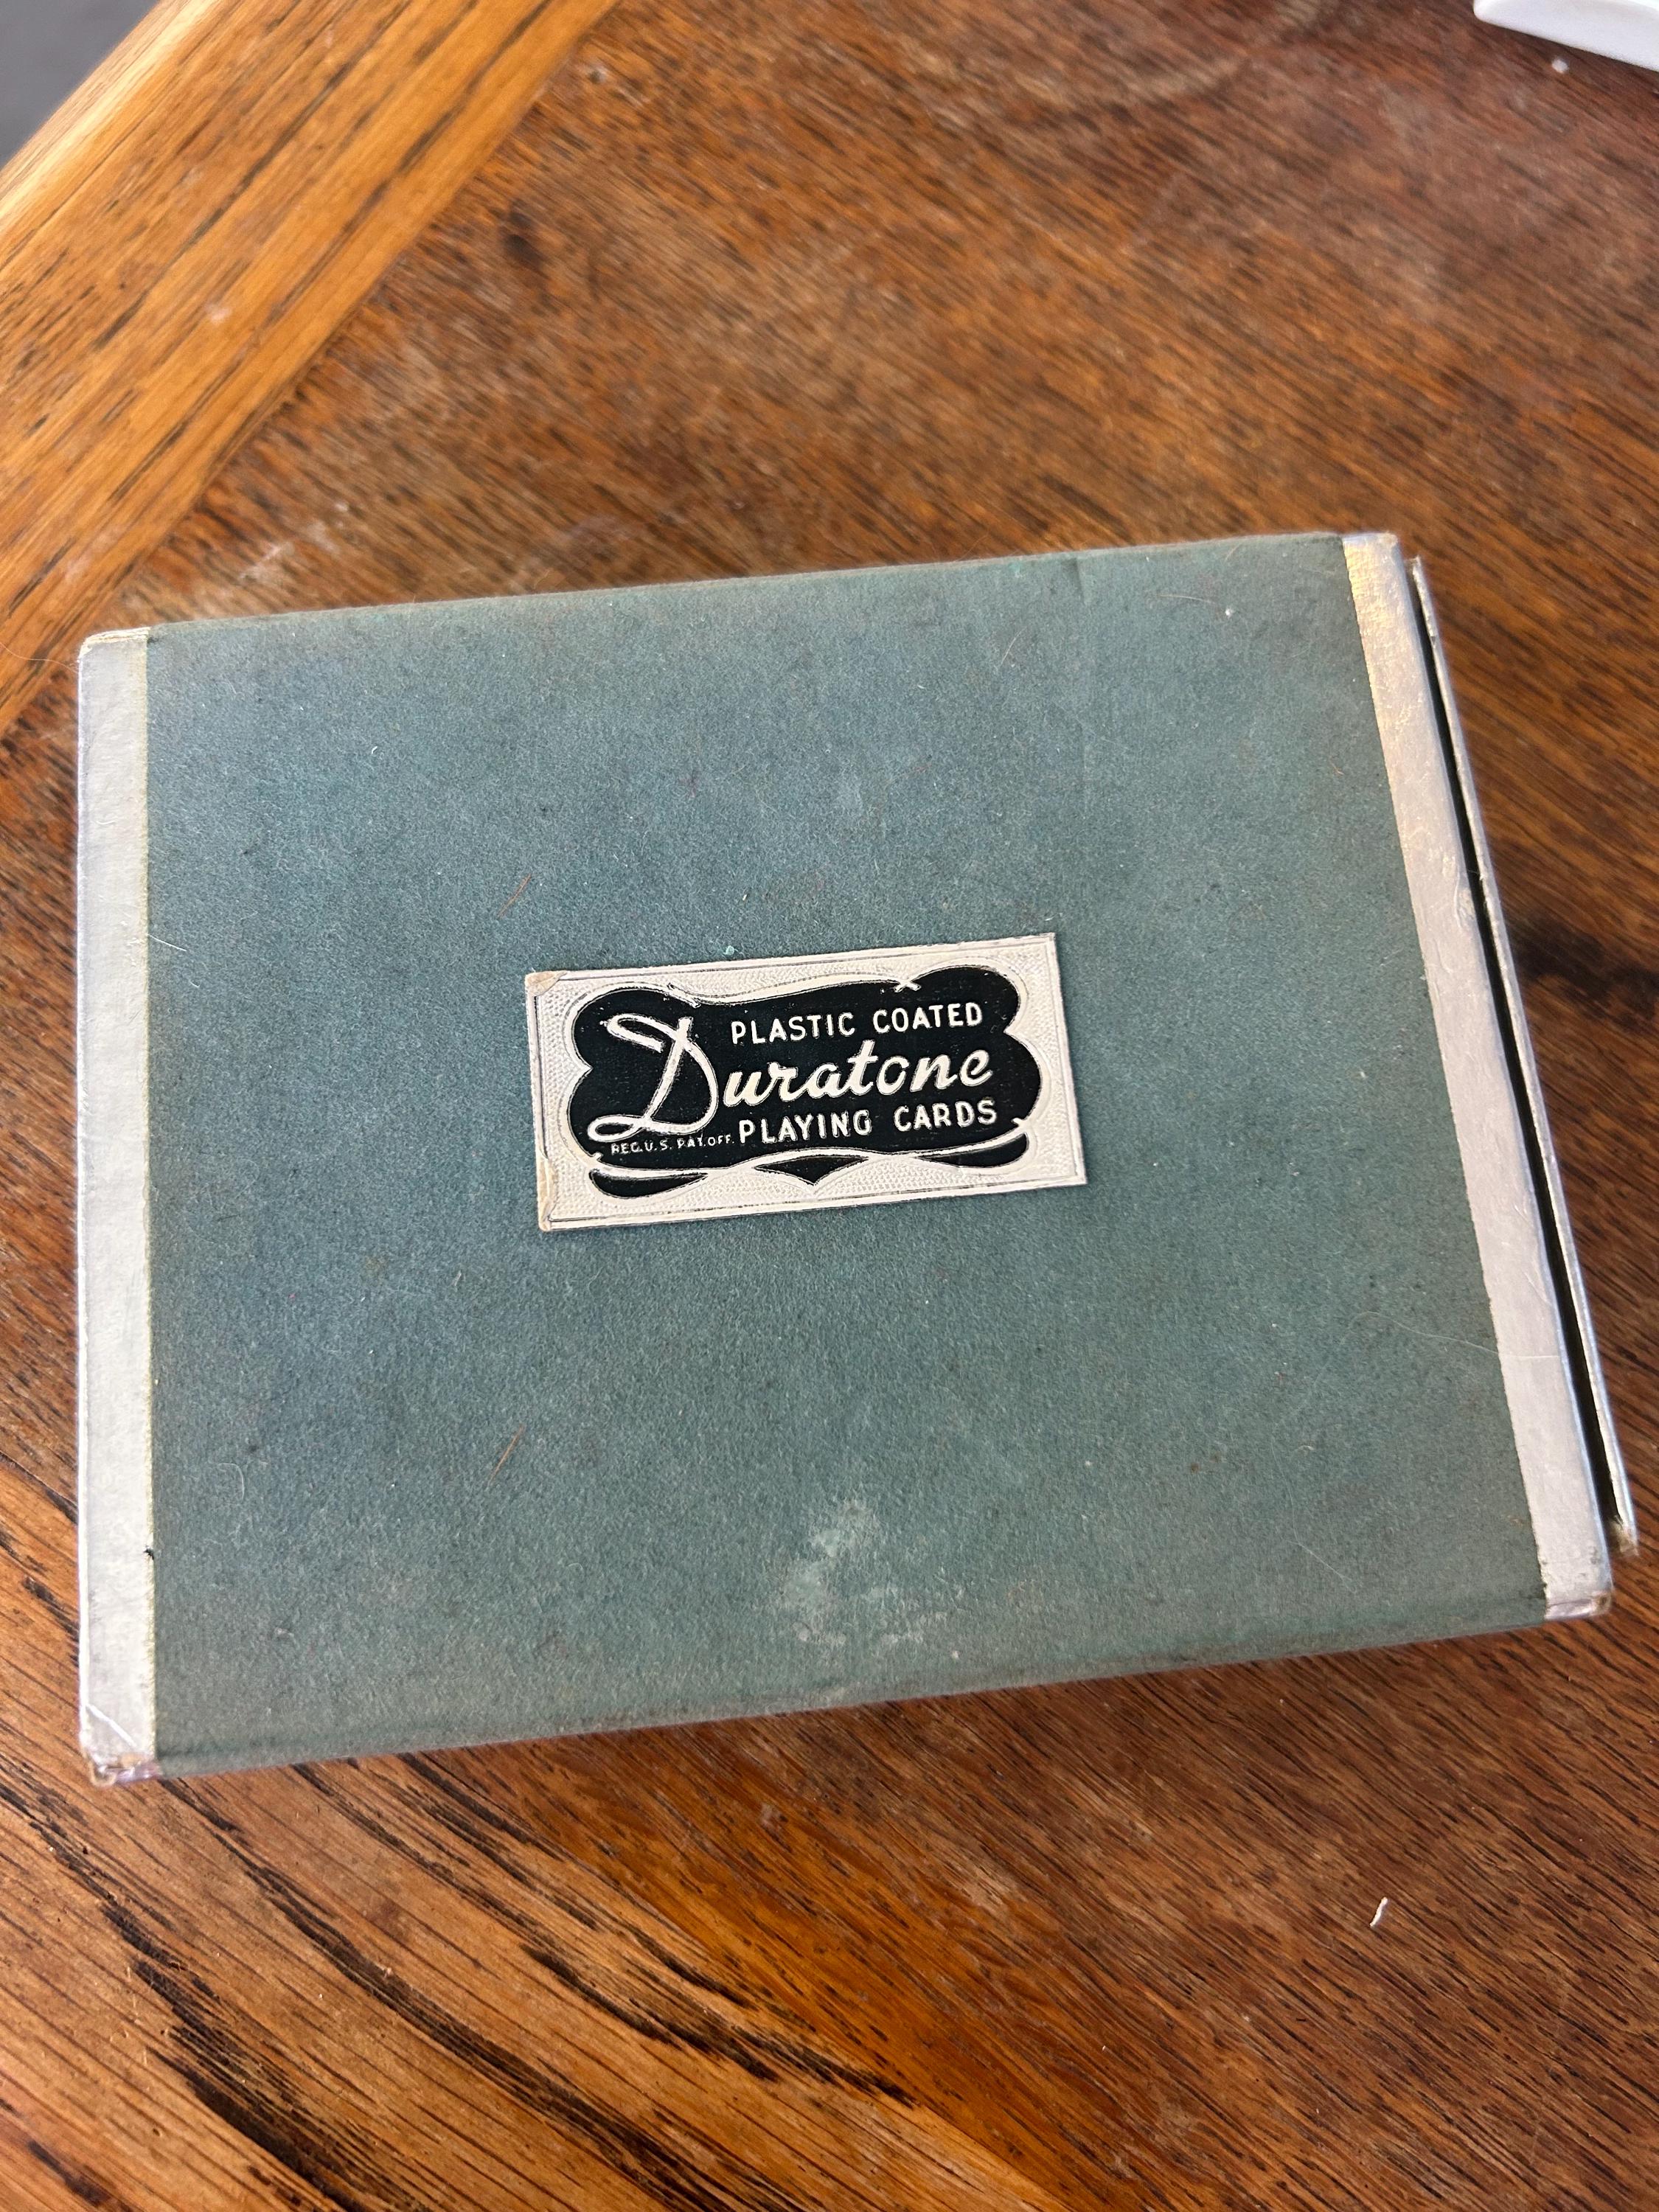 PLASTIC COATED
Duratone
REG. U.S. PAT. OFF. PLAYING CARDS